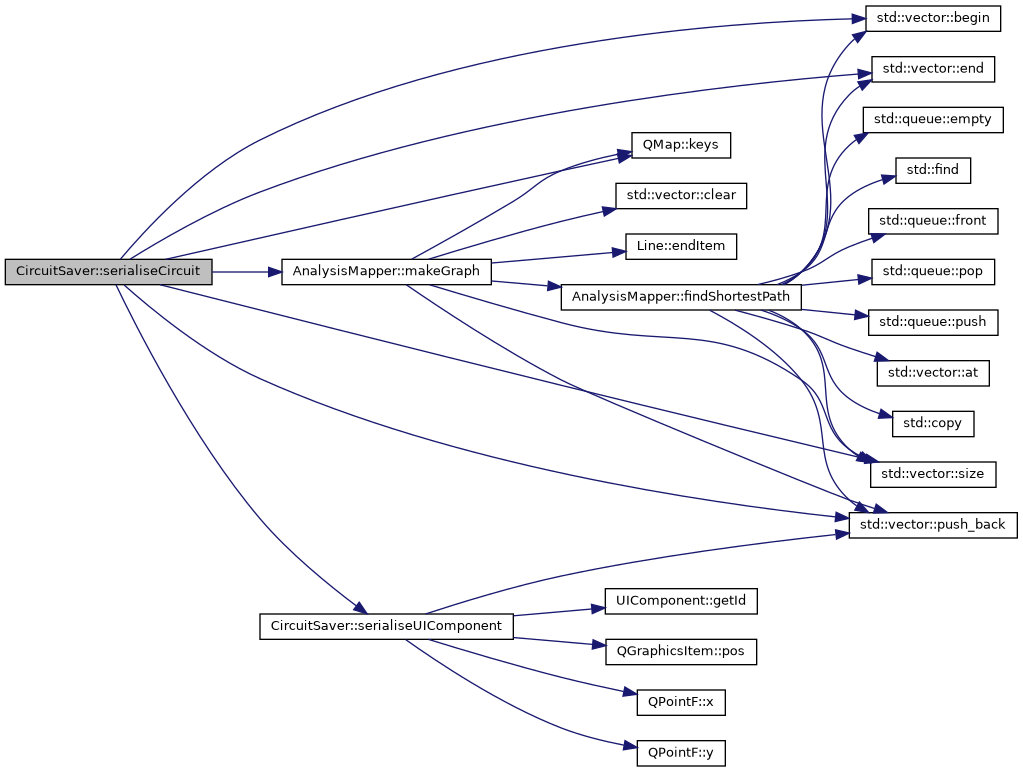 std::vector::begin
std::vector::end
std::queue::empty
QMap::keys
std::find
std::vector::clear
std::queue::front
Line::endItem
CircuitSaver::serialiseCircuit
AnalysisMapper::makeGraph
std::queue::pop
AnalysisMapper::findShortestPath
std::queue::push
std::vector::at
std::copy
std::vector::size
std::vector::push_back
UIComponent::getId
CircuitSaver::serialiseUIComponent
QGraphicsItem::pos
QPointF::x
QPointF::y